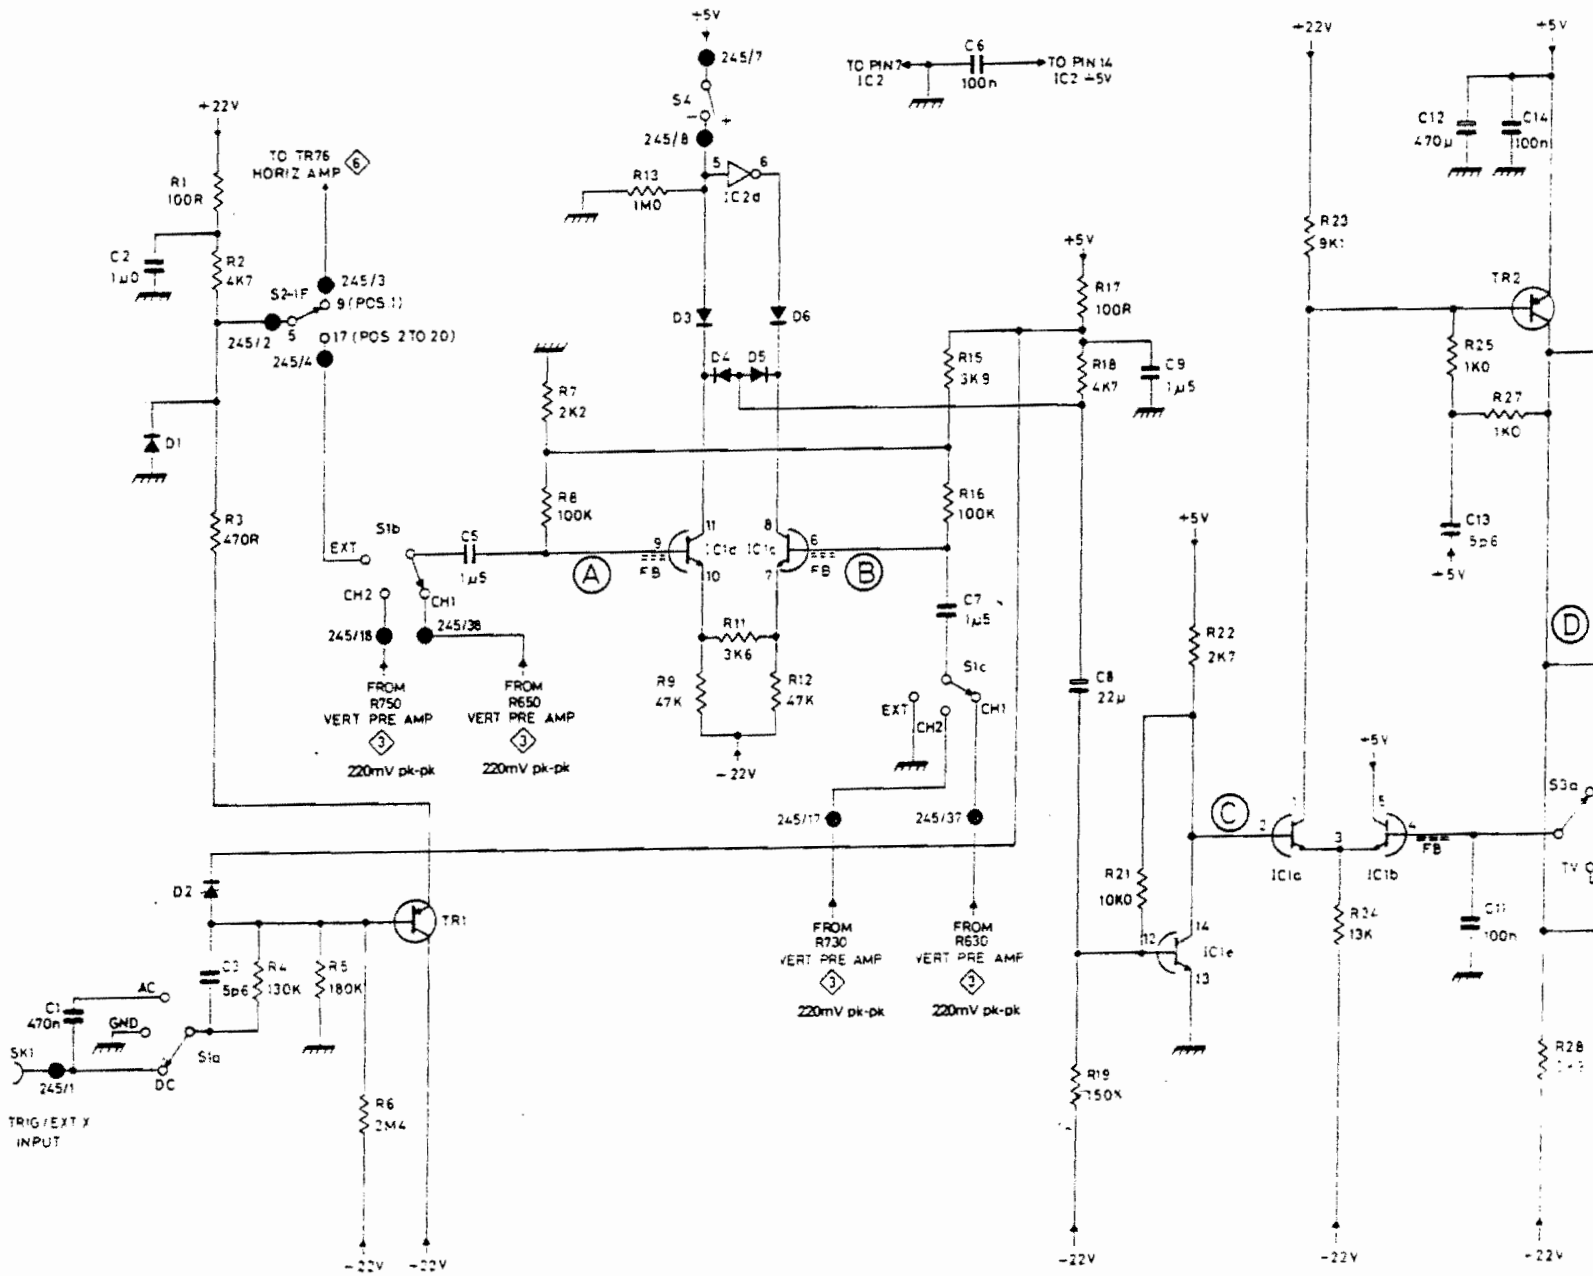 +5V
245/7
S4
- +
245/8
5 6
IC2d
R13
1M0
TO PIN 7
IC2
C6
100n
TO PIN 14
IC2 +5V
+22V
+5V
C12
470µ
C14
100n
+22V
R1
100R
TO TR76
HORIZ AMP
6
C2
1µ0
R2
4K7
S2-1F
245/3
9 (POS 1)
5
17 (POS 2 TO 20)
245/2
245/4
D1
R3
470R
R7
2K2
R8
100K
D3
D6
D4 D5
+5V
R17
100R
R15
3K9
R18
4K7
C9
1µ5
R16
100K
R23
9K1
TR2
R25
1K0
R27
1K0
C13
5p6
+5V
S1b
EXT
CH2
CH1
C5
1µ5
A
9
FB
11
10
8
7
IC1c
6
FB
B
245/18
245/38
FROM
R750
VERT PRE AMP
3
220mV pk-pk
FROM
R650
VERT PRE AMP
3
220mV pk-pk
R11
3K6
R9
47K
R12
47K
-22V
C7
1µ5
S1c
EXT
CH2
CH1
245/17
245/37
FROM
R730
VERT PRE AMP
3
220mV pk-pk
FROM
R630
VERT PRE AMP
3
220mV pk-pk
C8
22µ
+5V
R22
2K7
R21
10K0
12
14
13
IC1e
R19
150K
-22V
C
2
1
IC1a
3
+5V
5
4
IC1b
FB
R24
13K
-22V
C11
100n
S3a
TV
D
R28
-22V
D2
TR1
C3
5p6
R4
130K
R5
180K
R6
2M4
-22V
-22V
AC
GND
DC
S1a
C1
470n
SK1
245/1
TRIG/EXT X
INPUT